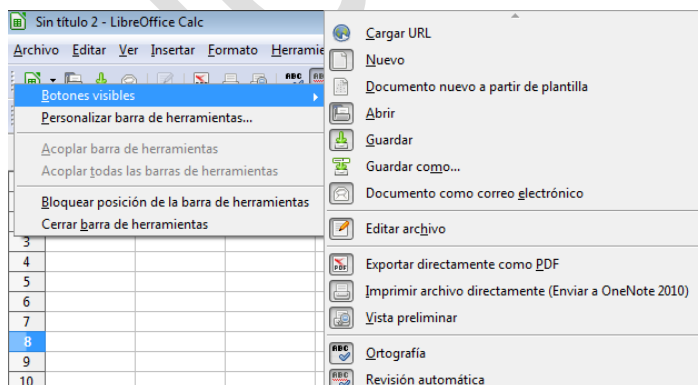 Sin título 2 - LibreOffice Calc
Archivo Editar Ver Insertar Formato Herramie
Botones visibles
Personalizar barra de herramientas...
Acoplar barra de herramientas
Acoplar todas las barras de herramientas
Bloquear posición de la barra de herramientas
Cerrar barra de herramientas
3
4
5
6
7
8
9
10
Cargar URL
Nuevo
Documento nuevo a partir de plantilla
Abrir
Guardar
Guardar como...
Documento como correo electrónico
Editar archivo
Exportar directamente como PDF
Imprimir archivo directamente (Enviar a OneNote 2010)
Vista preliminar
Ortografía
Revisión automática